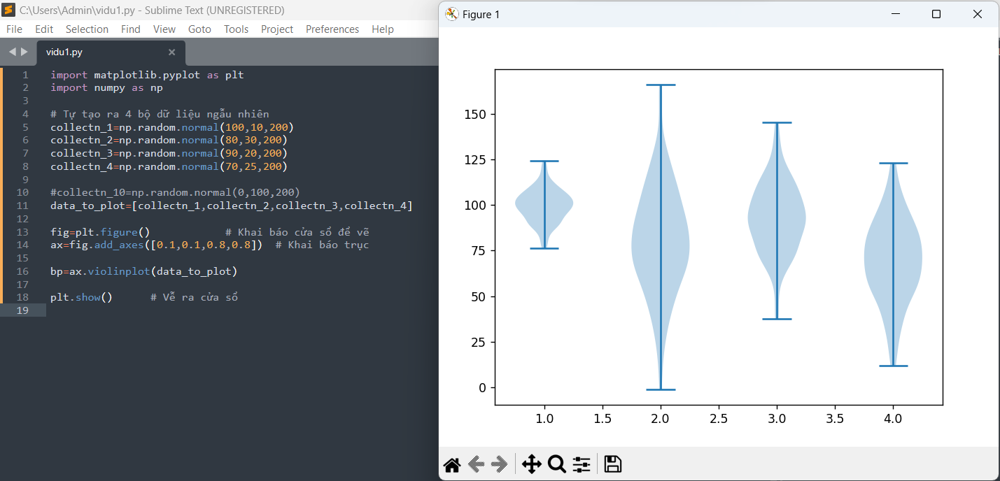 C:\Users\Admin\vidu1.py - Sublime Text (UNREGISTERED)
File Edit Selection Find View Goto Tools Project Preferences Help
vidu1.py
1 import matplotlib.pyplot as plt
2 import numpy as np
3
4 # Tự tạo ra 4 bộ dữ liệu ngẫu nhiên
5 collectn_1=np.random.normal(100,10,200)
6 collectn_2=np.random.normal(80,30,200)
7 collectn_3=np.random.normal(90,20,200)
8 collectn_4=np.random.normal(70,25,200)
9
10 #collectn_10=np.random.normal(0,100,200)
11 data_to_plot=[collectn_1,collectn_2,collectn_3,collectn_4]
12
13 fig=plt.figure() # Khai báo cửa sổ để vẽ
14 ax=fig.add_axes([0.1,0.1,0.8,0.8]) # Khai báo trục
15
16 bp=ax.violinplot(data_to_plot)
17
18 plt.show() # Vẽ ra cửa sổ
19
Figure 1
150
125
100
75
50
25
0
1.0 1.5 2.0 2.5 3.0 3.5 4.0